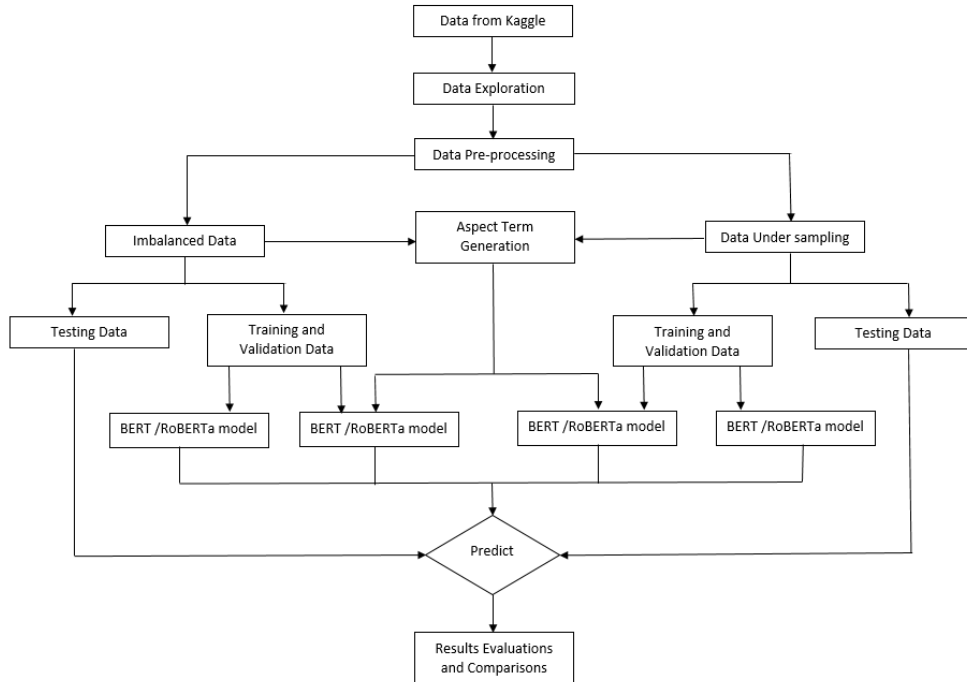 Data from Kaggle
Data Exploration
Data Pre-processing
Imbalanced Data
Aspect Term
Generation
Data Under sampling
Testing Data
Training and
Validation Data
Training and
Validation Data
Testing Data
BERT /RoBERTa model
BERT /RoBERTa model
BERT /RoBERTa model
BERT /RoBERTa model
Predict
Results Evaluations
and Comparisons